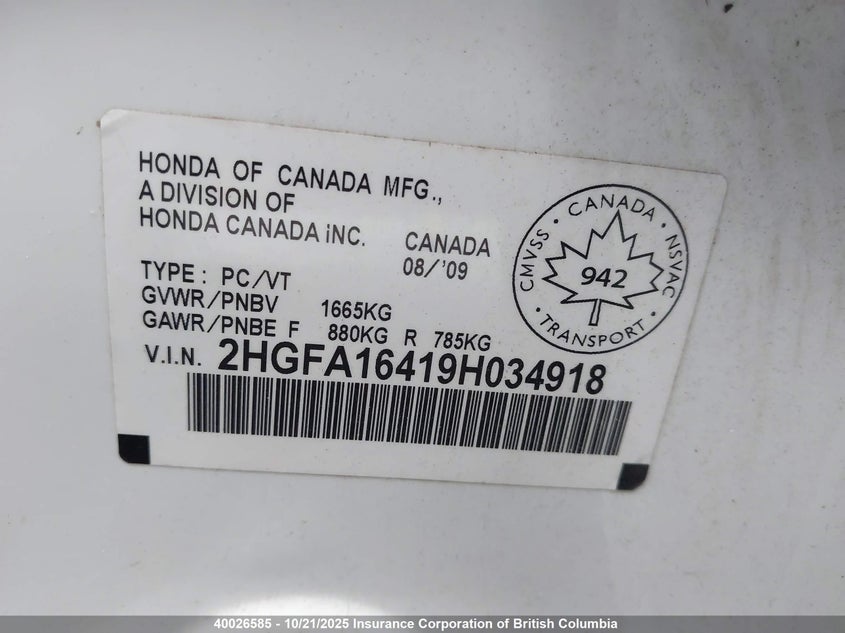 HONDA OF CANADA MFG.,
A DIVISION OF
HONDA CANADA iNC.
CANADA
08/'09
TYPE: PC/VT
GVWR/PNBV 1665KG
GAWR/PNBE F 880KG R 785KG
V.I.N. 2HGFA16419H034918
CMVSS · CANADA · NSVAC · TRANSPORT ·
942
40026585 - 10/21/2025 Insurance Corporation of British Columbia